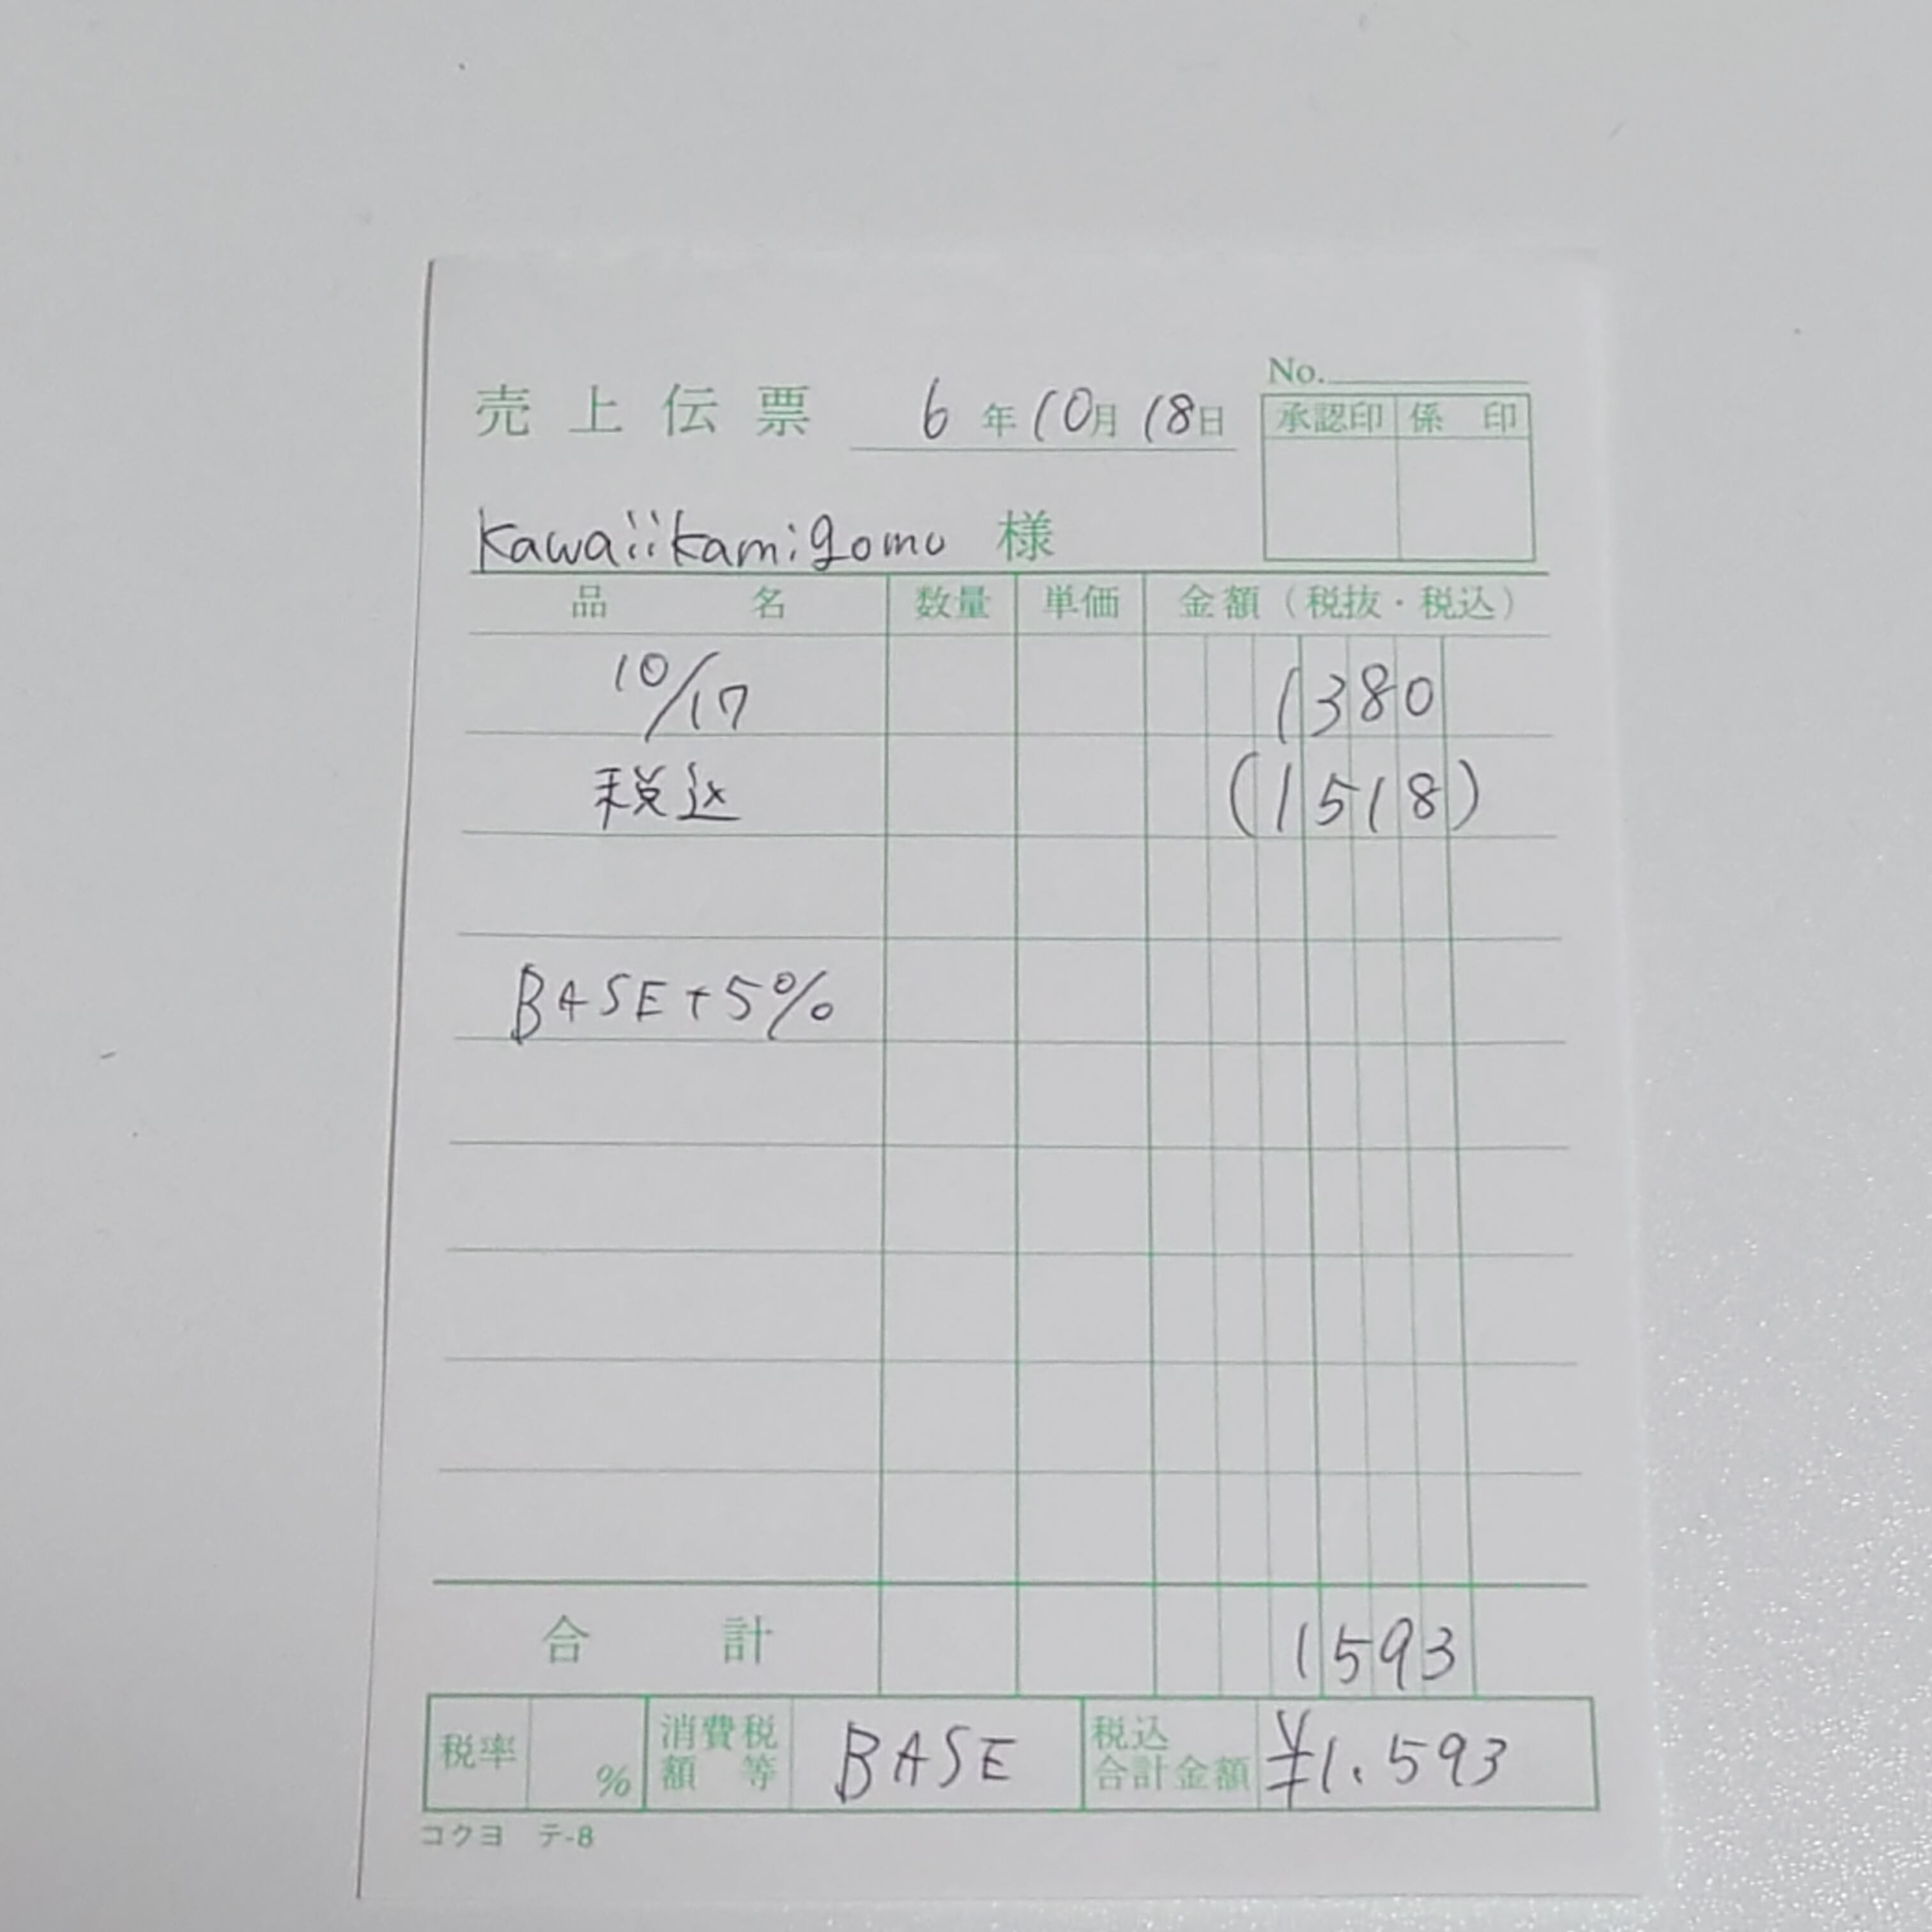 No.
売上伝票 6年10月18日
承認印 係印
kawaiikamigomo 様
品名 数量 単価 金額（税抜・税込）
10/17 1380
税込 (1518)
BASE+5%
合計 1593
税率 % 消費税額等 BASE 税込合計金額 ¥1.593
コクヨ テ-8